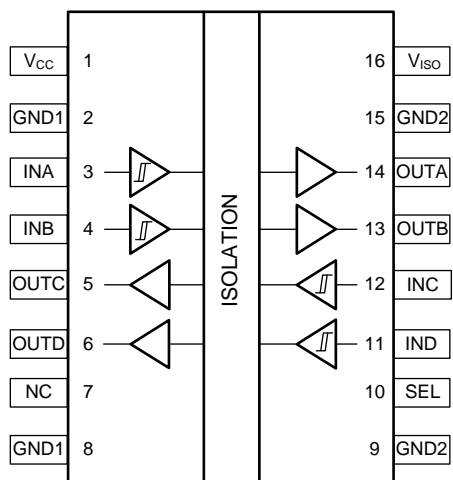 VCC 1 16 VISO
GND1 2 15 GND2
INA 3 14 OUTA
INB 4 13 OUTB
ISOLATION
OUTC 5 12 INC
OUTD 6 11 IND
NC 7 10 SEL
GND1 8 9 GND2